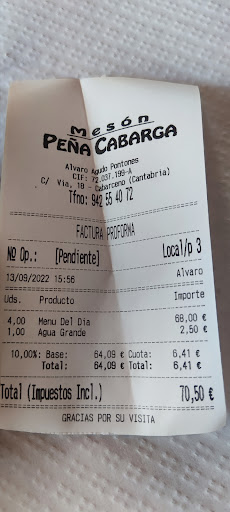 Mesón
PEÑA CABARGA
Alvaro Agudo Pontones
CIF: 72.037.199-A
C/ Via, 10 - Cabarceno (Cantabria)
Tfno: 942 55 40 72
FACTURA PROFORMA
Nº Op.: [Pendiente] Local/p 3
13/09/2022 15:56 Alvaro
Uds. Producto Importe
4,00 Menu Del Dia 68,00 €
1,00 Agua Grande 2,50 €
10,00%: Base: 64,09 € Cuota: 6,41 €
Total: 64,09 € Total: 6,41 €
Total (Impuestos Incl.) 70,50 €
GRACIAS POR SU VISITA